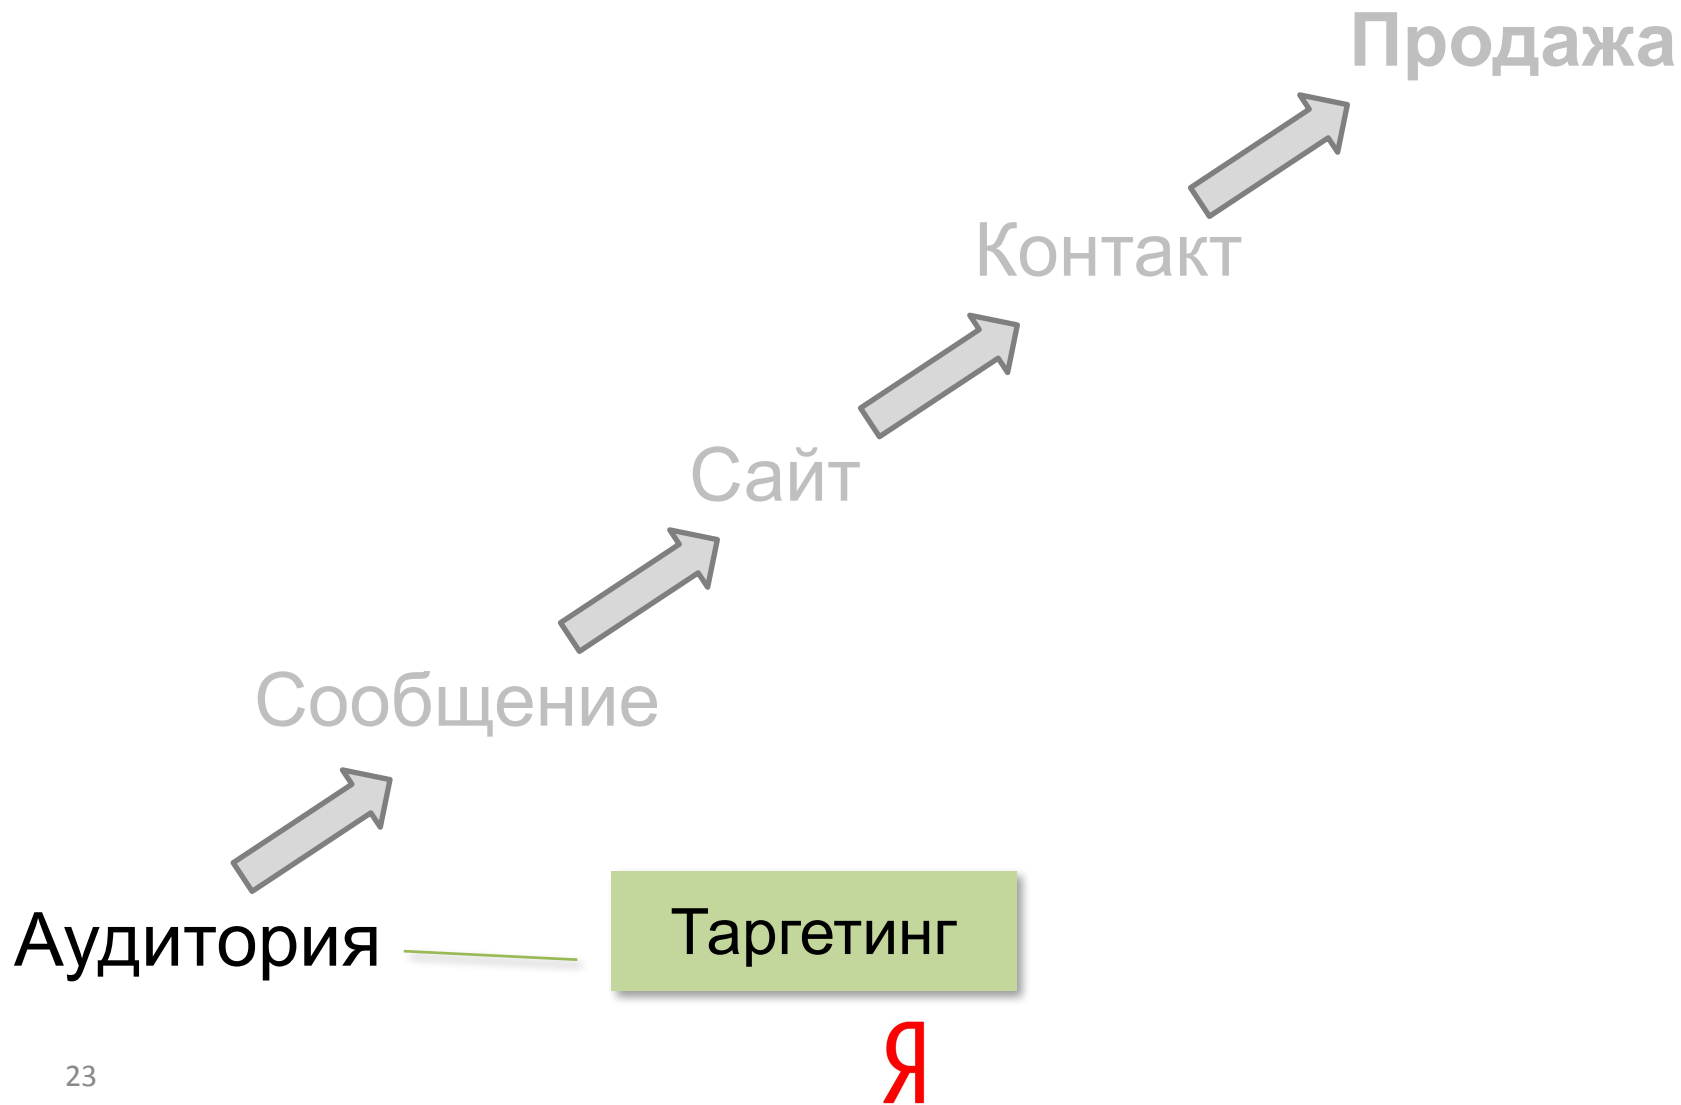 Продажа
Контакт
Сайт
Сообщение
Аудитория
Таргетинг
Я
23